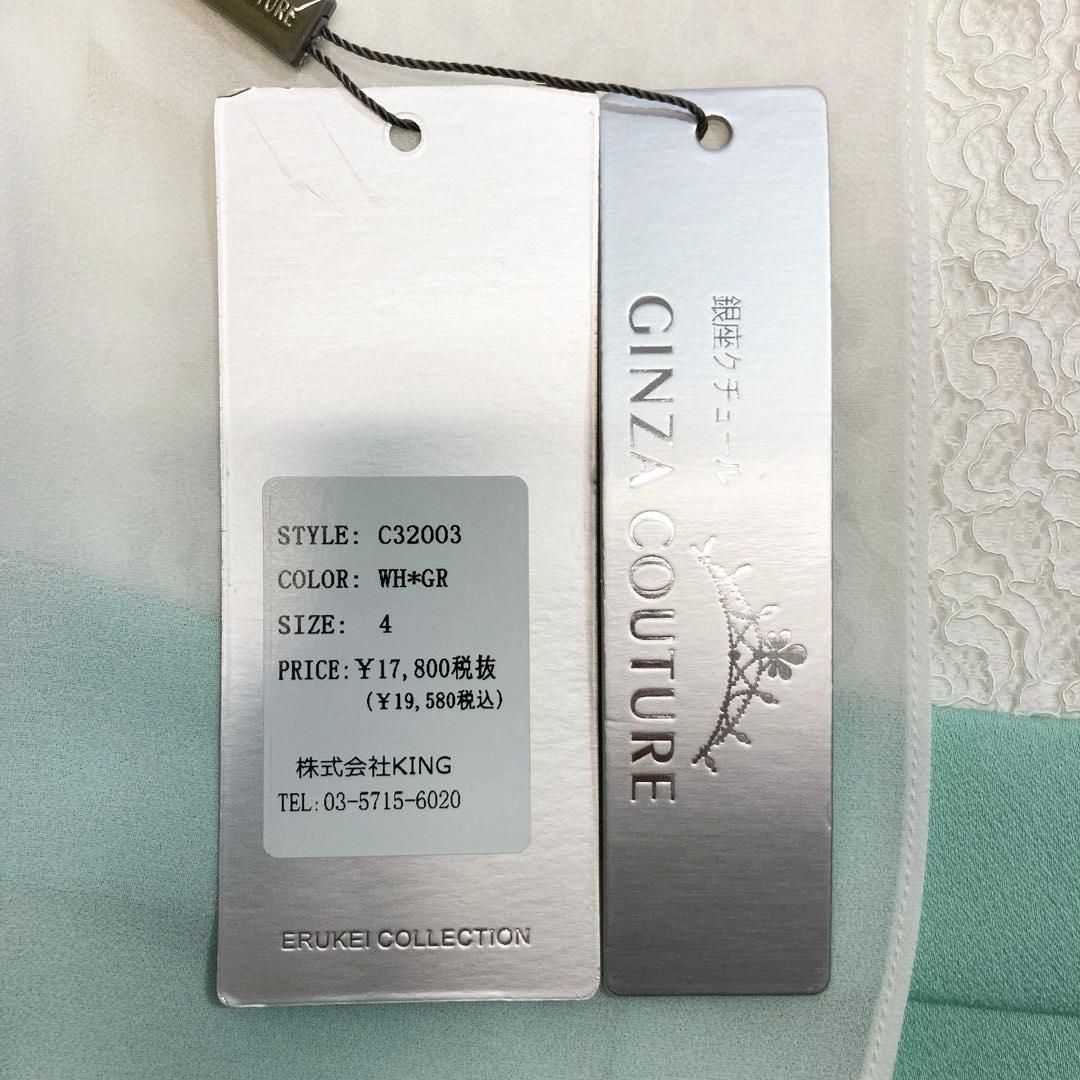 STYLE: C32003
COLOR: WH*GR
SIZE: 4
PRICE:￥17,800税抜
(￥19,580税込)
株式会社KING
TEL:03-5715-6020
ERUKEI COLLECTION
銀座クチュール
GINZA COUTURE